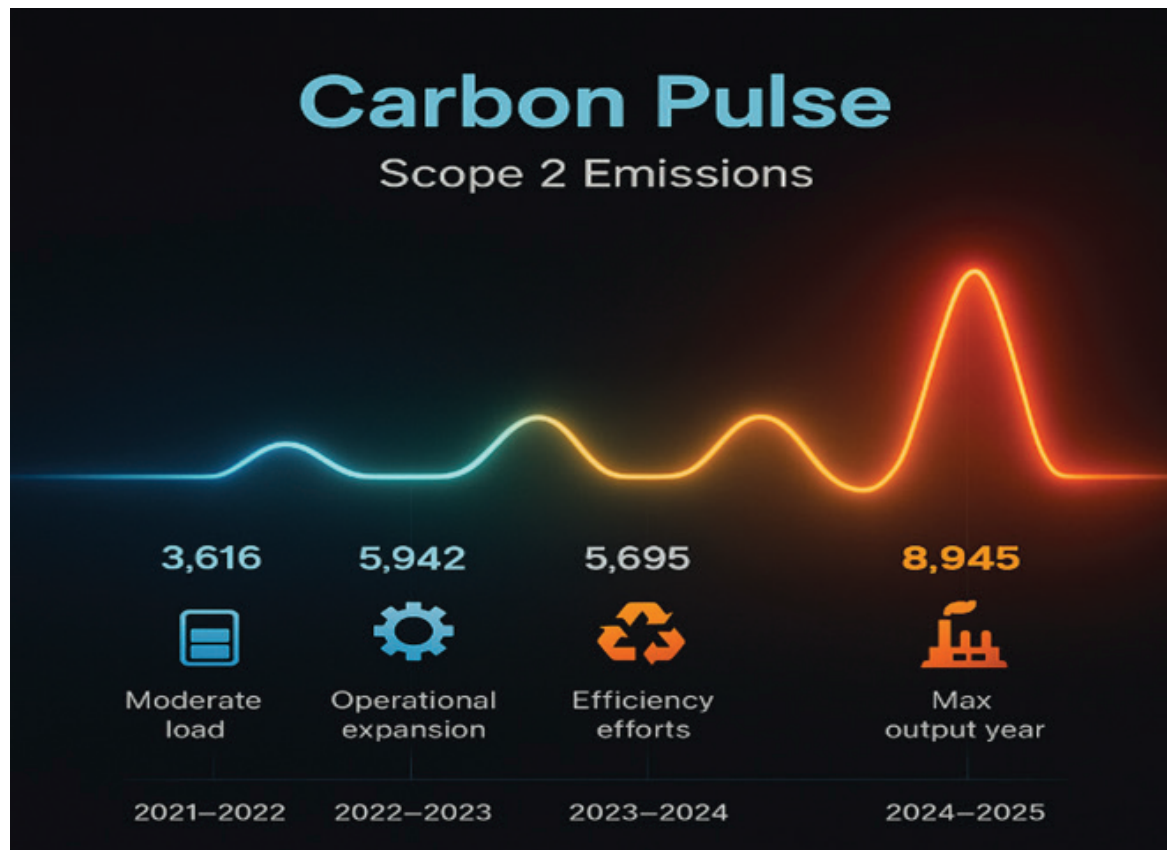 Carbon Pulse
Scope 2 Emissions
3,616 5,942 5,695 8,945
Moderate load
Operational expansion
Efficiency efforts
Max output year
2021–2022 2022–2023 2023–2024 2024–2025